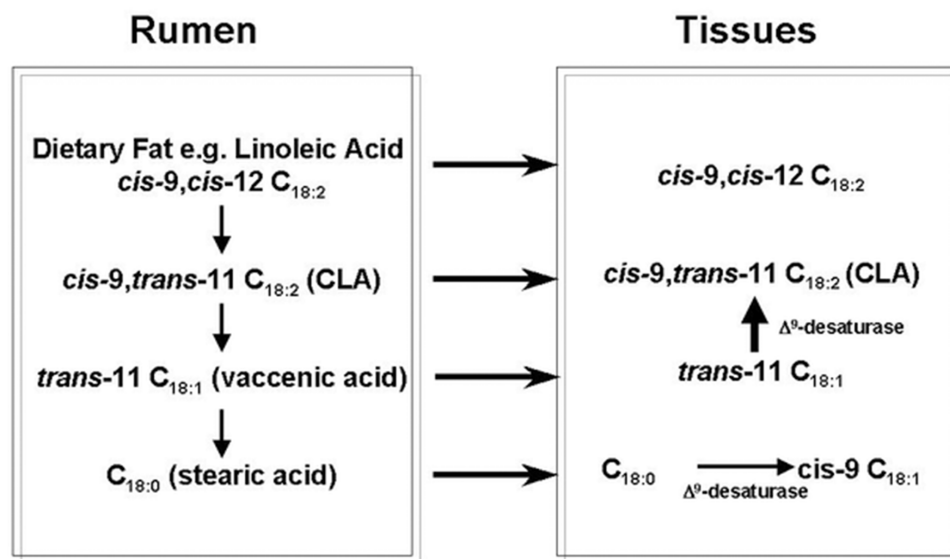 Rumen
Tissues
Dietary Fat e.g. Linoleic Acid
cis-9,cis-12 C18:2
cis-9,trans-11 C18:2 (CLA)
trans-11 C18:1 (vaccenic acid)
C18:0 (stearic acid)
cis-9,cis-12 C18:2
cis-9,trans-11 C18:2 (CLA)
Δ9-desaturase
trans-11 C18:1
C18:0
cis-9 C18:1
Δ9-desaturase